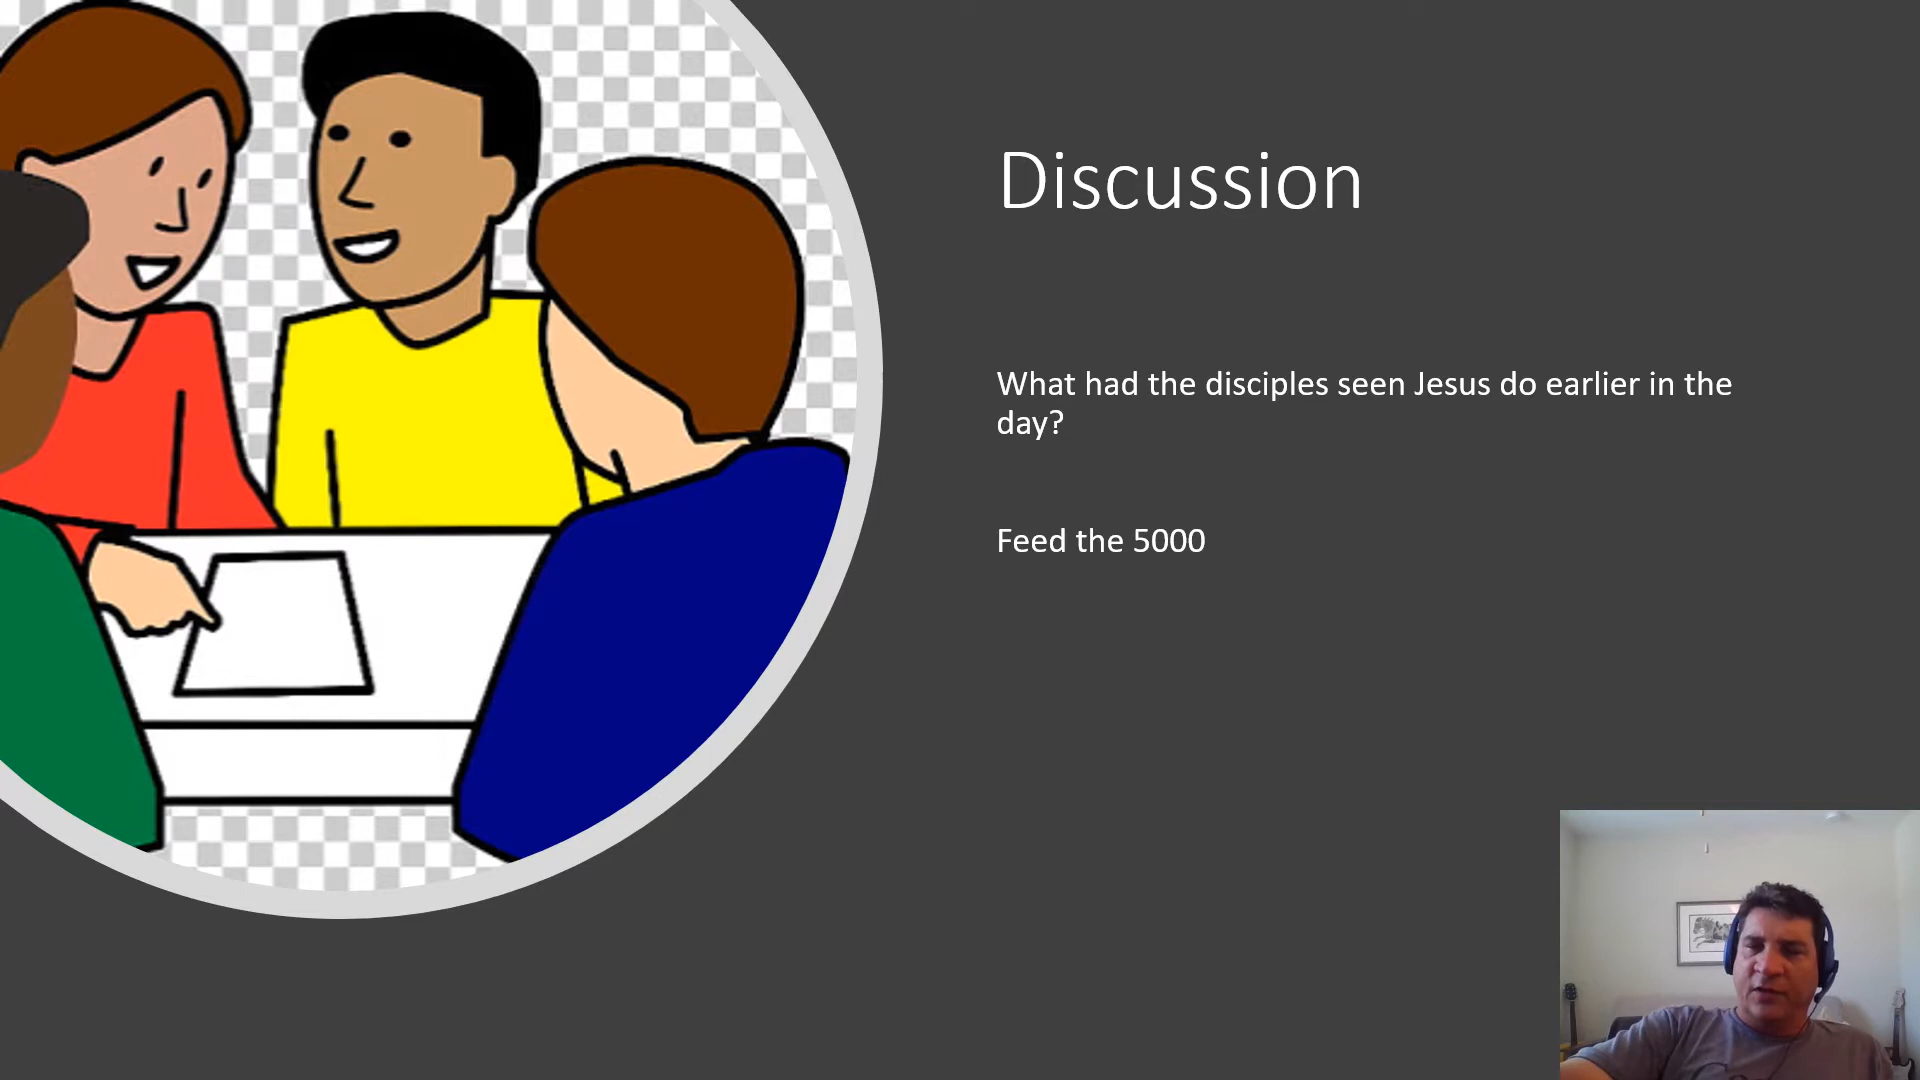 Discussion
What had the disciples seen Jesus do earlier in the
day?
Feed the 5000